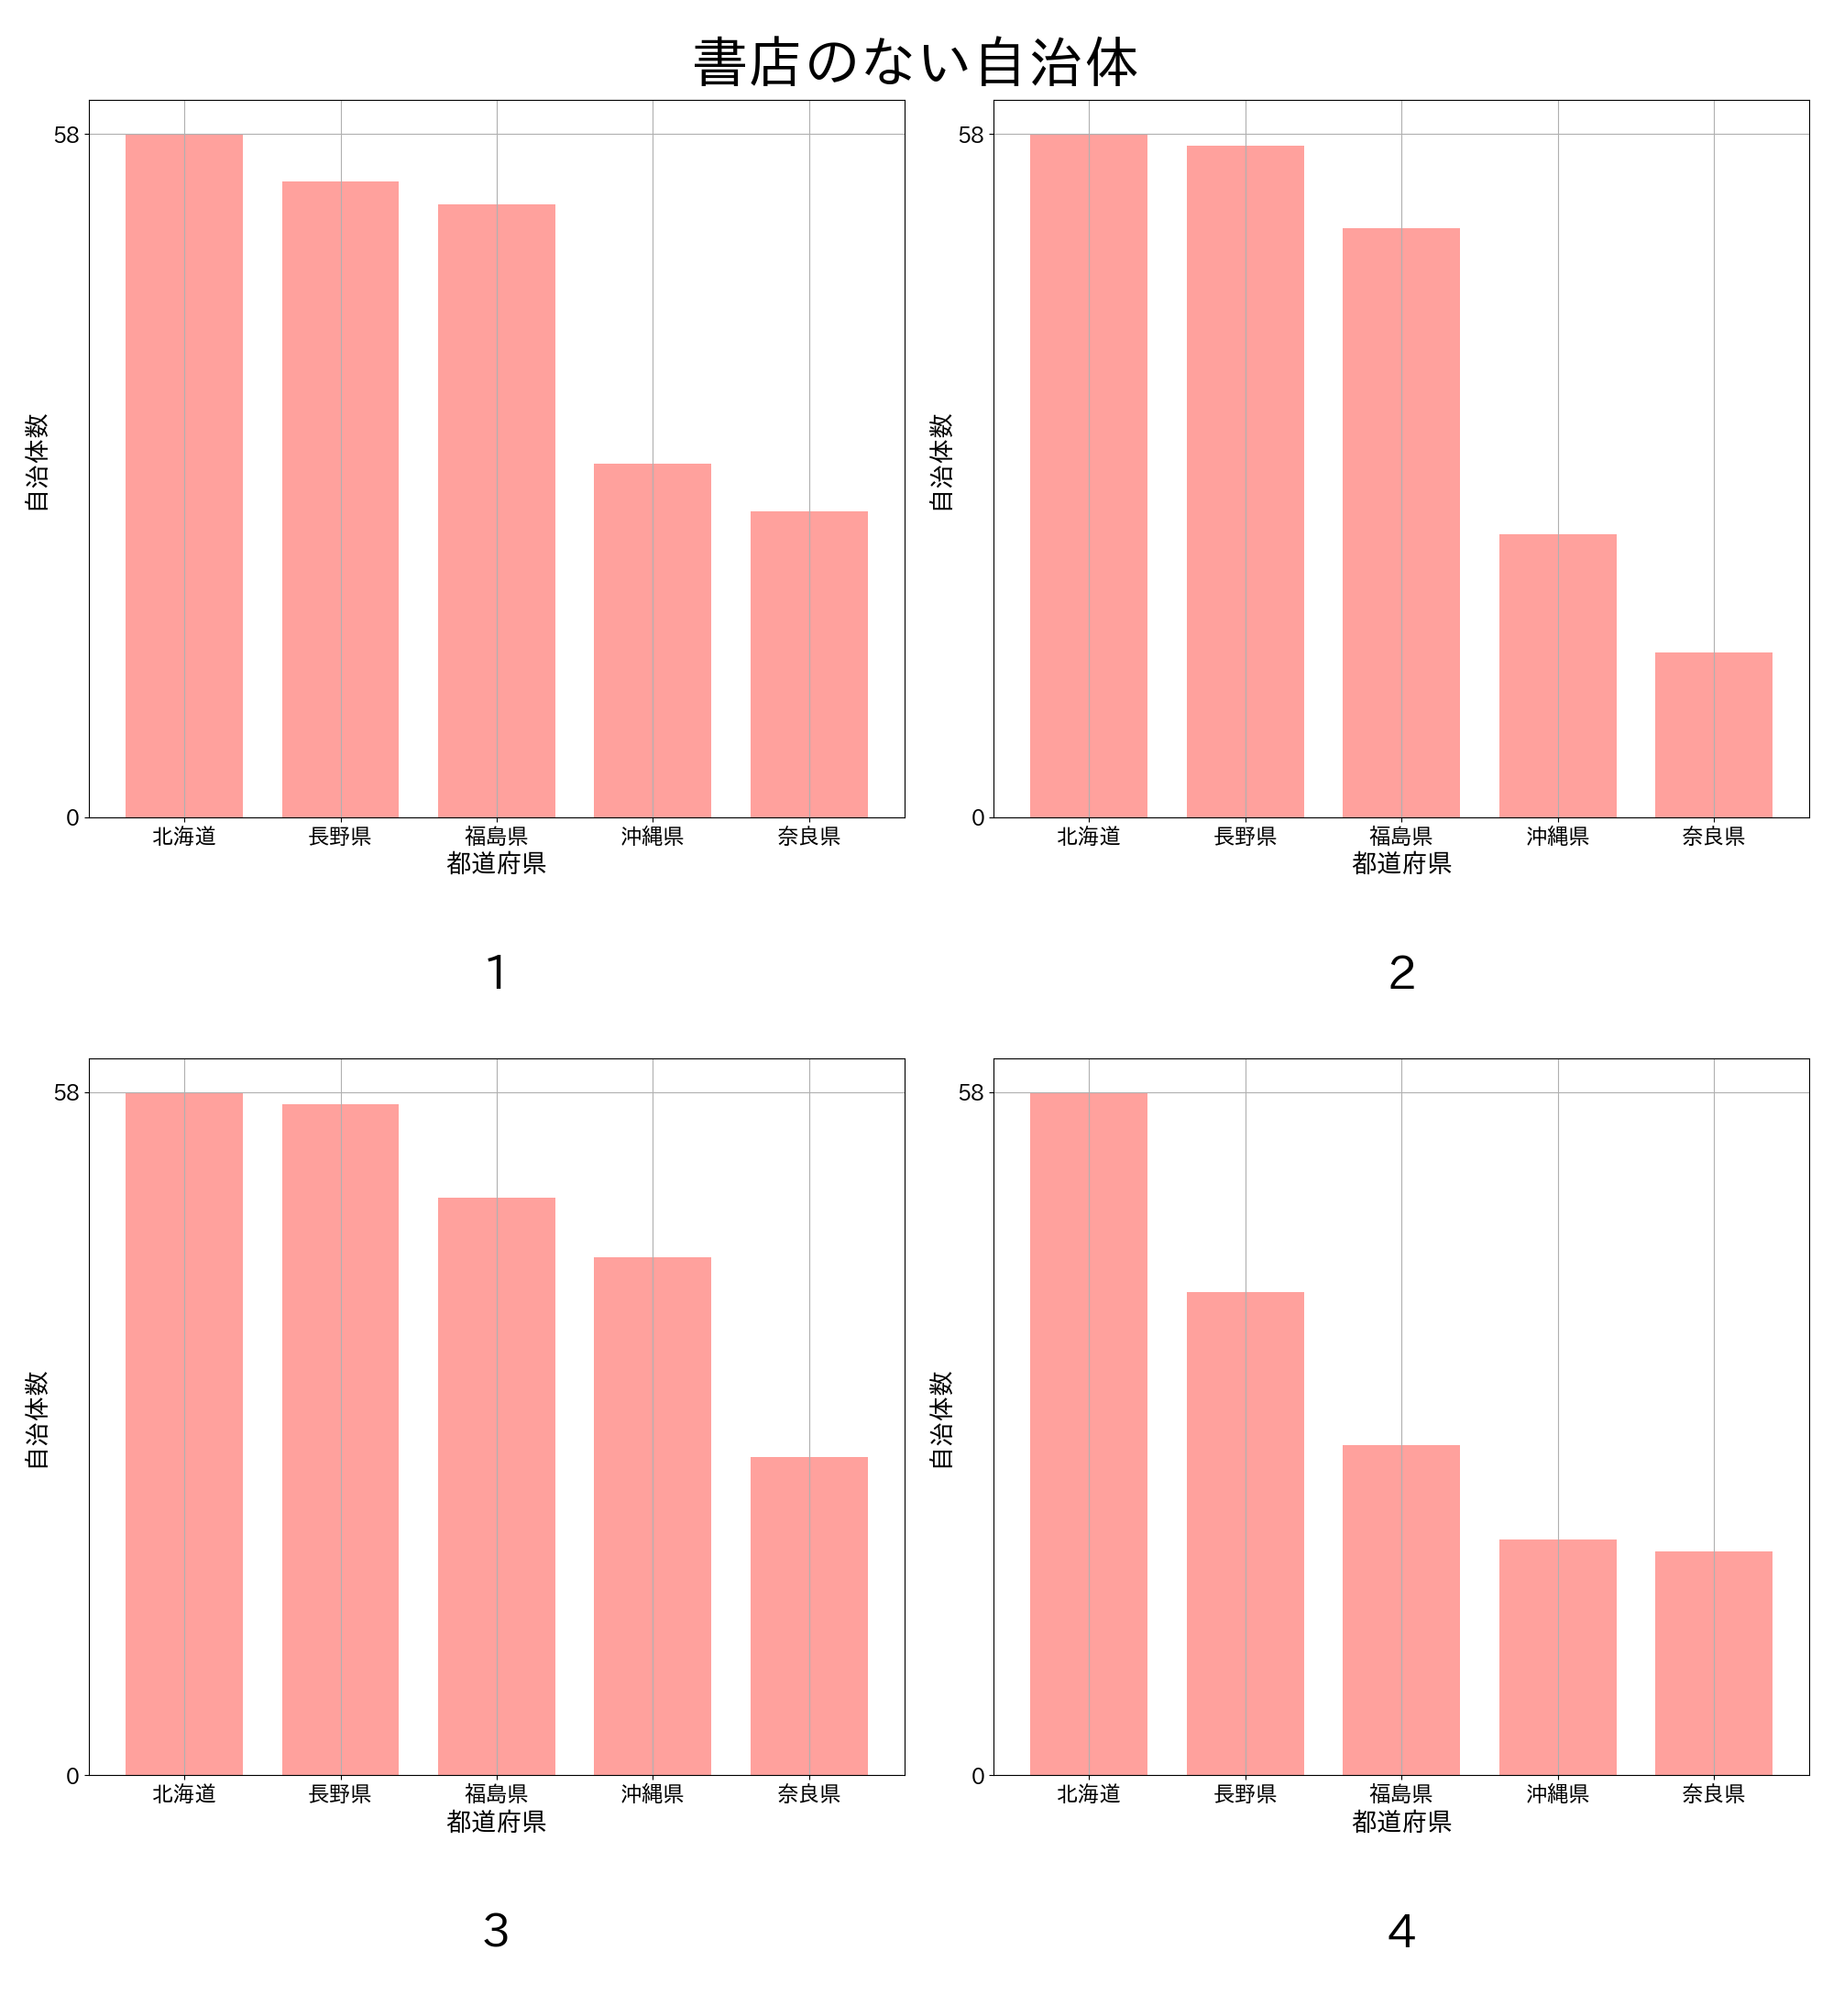 書店のない自治体
58
0
自治体数
北海道 長野県 福島県 沖縄県 奈良県
都道府県
1
58
0
自治体数
北海道 長野県 福島県 沖縄県 奈良県
都道府県
2
58
0
自治体数
北海道 長野県 福島県 沖縄県 奈良県
都道府県
3
58
0
自治体数
北海道 長野県 福島県 沖縄県 奈良県
都道府県
4